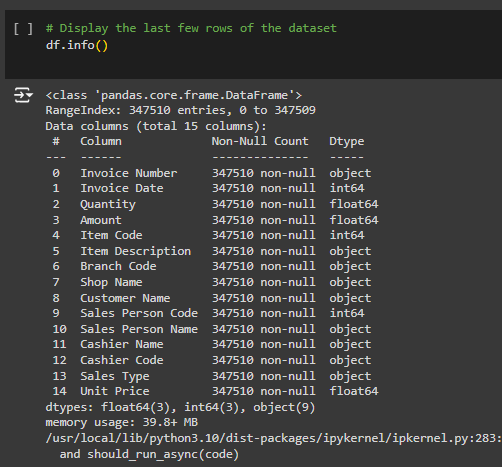 [ ] # Display the last few rows of the dataset
df.info()
<class 'pandas.core.frame.DataFrame'>
RangeIndex: 347510 entries, 0 to 347509
Data columns (total 15 columns):
 #   Column             Non-Null Count   Dtype
---  ------             --------------   -----
 0   Invoice Number     347510 non-null  object
 1   Invoice Date       347510 non-null  int64
 2   Quantity           347510 non-null  float64
 3   Amount             347510 non-null  float64
 4   Item Code          347510 non-null  int64
 5   Item Description   347510 non-null  object
 6   Branch Code        347510 non-null  object
 7   Shop Name          347510 non-null  object
 8   Customer Name      347510 non-null  object
 9   Sales Person Code  347510 non-null  int64
 10  Sales Person Name  347510 non-null  object
 11  Cashier Name       347510 non-null  object
 12  Cashier Code       347510 non-null  object
 13  Sales Type         347510 non-null  object
 14  Unit Price         347510 non-null  float64
dtypes: float64(3), int64(3), object(9)
memory usage: 39.8+ MB
/usr/local/lib/python3.10/dist-packages/ipykernel/ipkernel.py:283:
  and should_run_async(code)